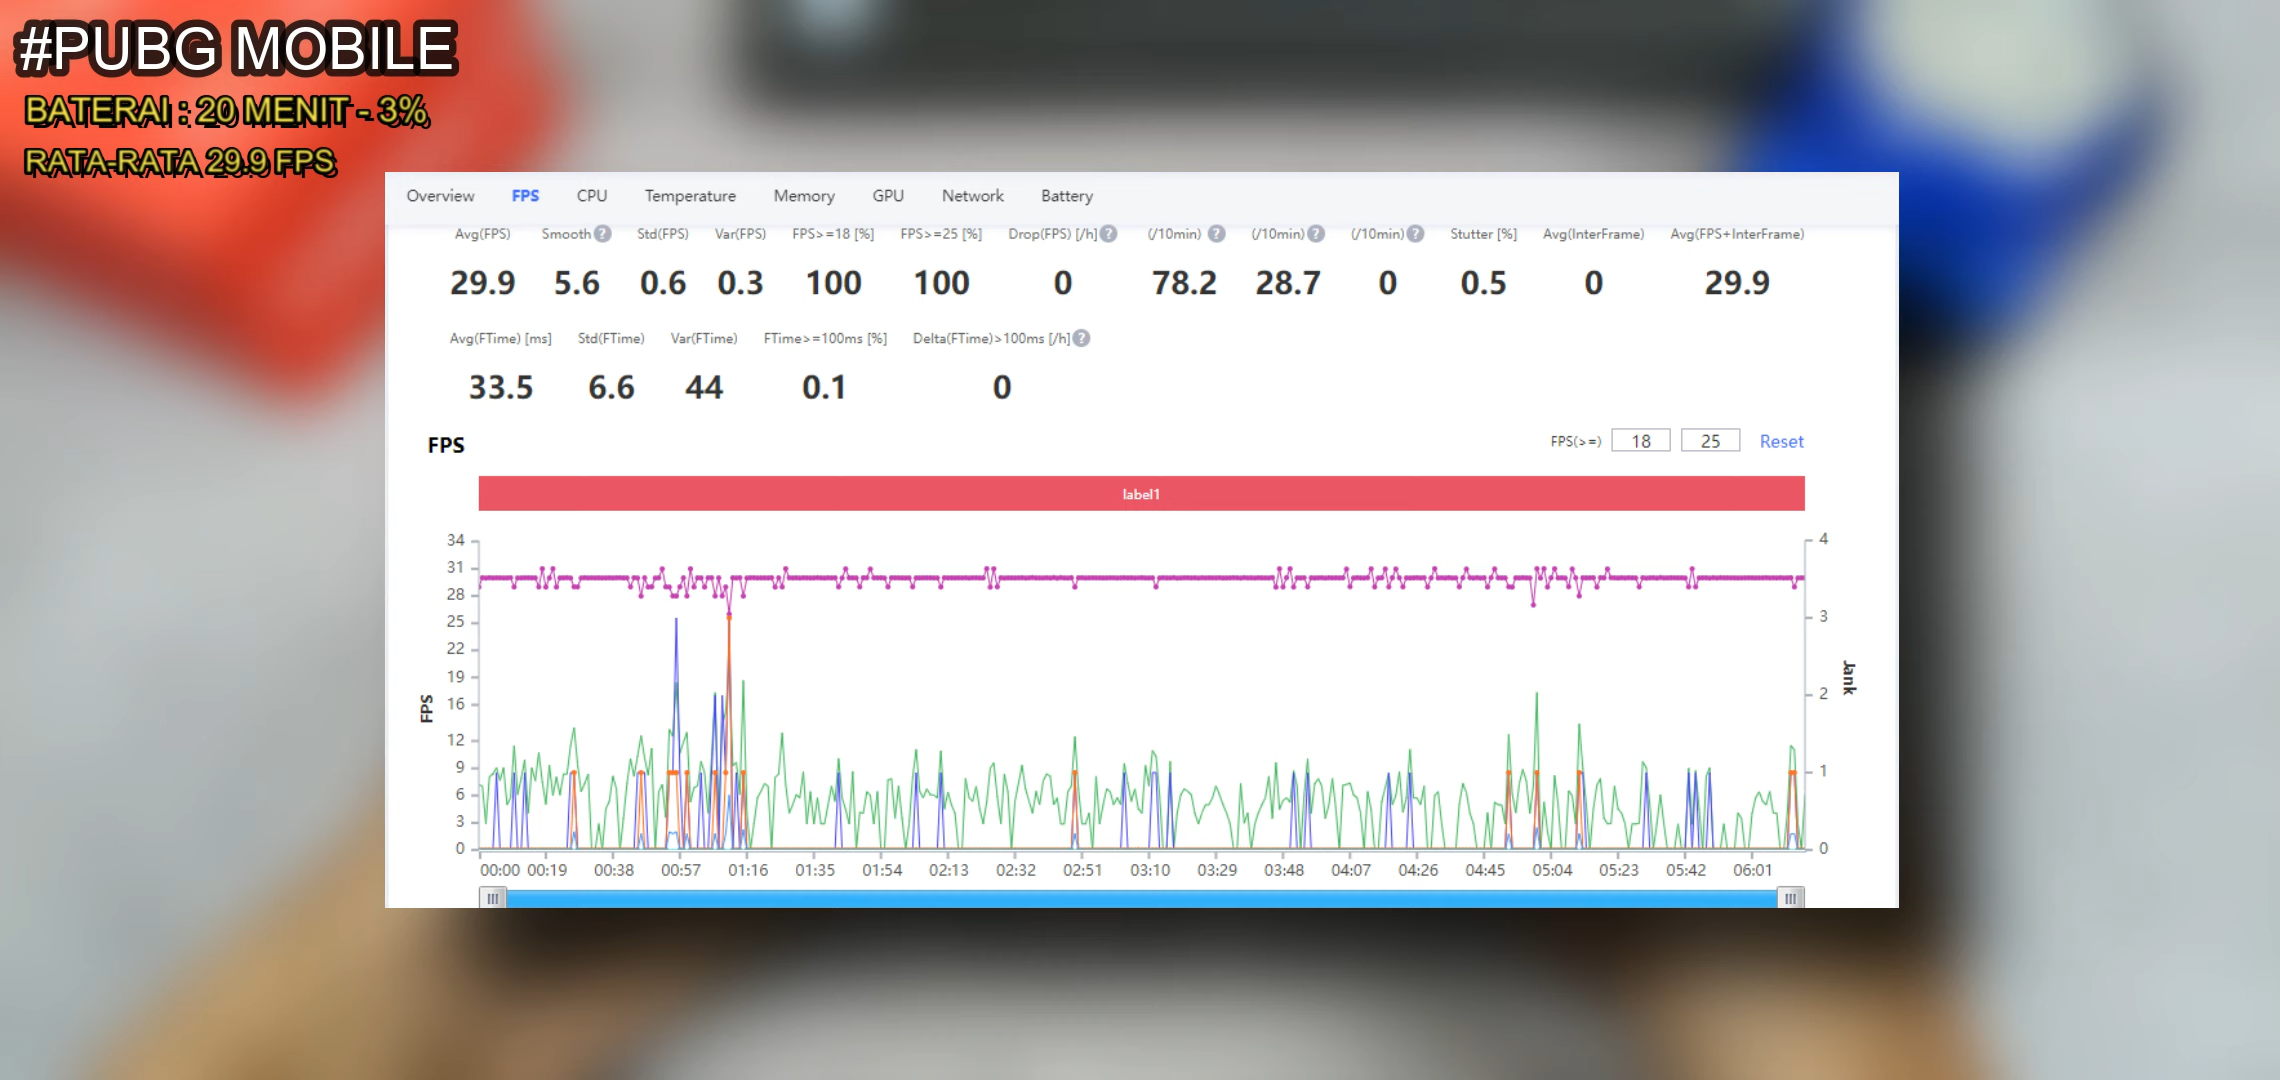 #PUBG MOBILE
BATERAI : 20 MENIT - 3%
RATA-RATA 29.9 FPS
Overview FPS CPU Temperature Memory GPU Network Battery
Avg(FPS) Smooth ? Std(FPS) Var(FPS) FPS>=18 [%] FPS>=25 [%] Drop(FPS) [/h] ? (/10min) ? (/10min) ? (/10min) ? Stutter [%] Avg(InterFrame) Avg(FPS+InterFrame)
29.9 5.6 0.6 0.3 100 100 0 78.2 28.7 0 0.5 0 29.9
Avg(FTime) [ms] Std(FTime) Var(FTime) FTime>=100ms [%] Delta(FTime)>100ms [/h] ?
33.5 6.6 44 0.1 0
FPS
FPS(>=) 18 25 Reset
label1
34 4
31
28
25 3
22
19
16 2
12
9 1
6
3
0 0
FPS
Jank
00:00 00:19 00:38 00:57 01:16 01:35 01:54 02:13 02:32 02:51 03:10 03:29 03:48 04:07 04:26 04:45 05:04 05:23 05:42 06:01